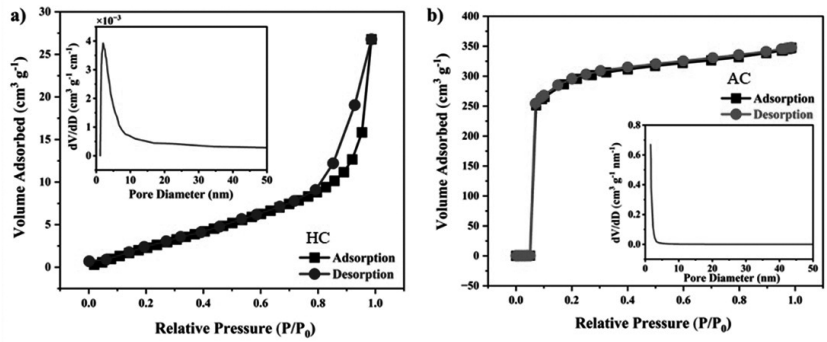 a)
×10⁻³
4
3
2
1
0
dV/dD (cm³ g⁻¹ cm⁻¹)
0 10 20 30 40 50
Pore Diameter (nm)
30
25
20
15
10
5
0
Volume Adsorbed (cm³ g⁻¹)
HC
Adsorption
Desorption
0.0 0.2 0.4 0.6 0.8 1.0
Relative Pressure (P/P₀)
b)
400
350
300
250
200
150
100
50
0
−50
Volume Adsorbed (cm³ g⁻¹)
AC
Adsorption
Desorption
0.8
0.6
0.4
0.2
0.0
dV/dD (cm³ g⁻¹ nm⁻¹)
0 10 20 30 40 50
Pore Diameter (nm)
0.0 0.2 0.4 0.6 0.8 1.0
Relative Pressure (P/P₀)